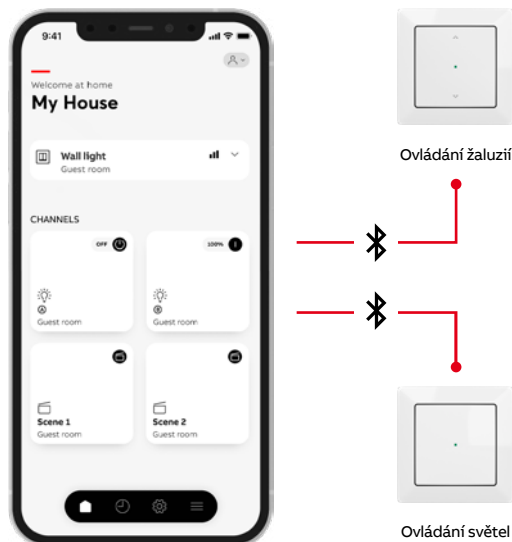 9:41
Welcome at home
My House
Wall light
Guest room
CHANNELS
OFF
100%
A
Guest room
B
Guest room
Scene 1
Guest room
Scene 2
Guest room
Ovládání žaluzií
Ovládání světel